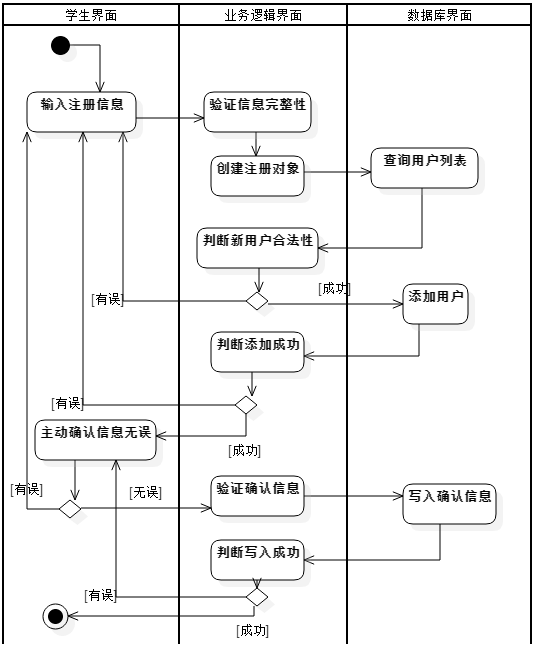 学生界面
业务逻辑界面
数据库界面
输入注册信息
验证信息完整性
创建注册对象
查询用户列表
判断新用户合法性
[成功]
[有误]
添加用户
判断添加成功
[有误]
主动确认信息无误
[成功]
[有误]
[无误]
验证确认信息
写入确认信息
判断写入成功
[有误]
[成功]